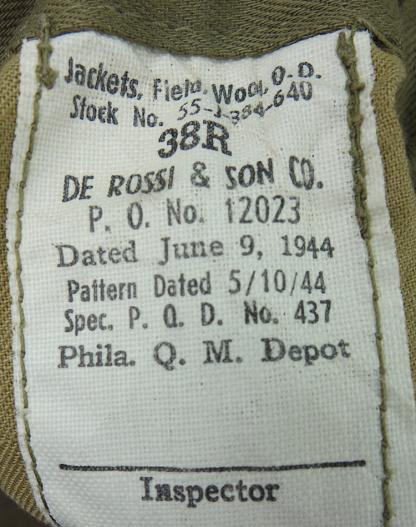 Jackets, Field, Wool, O.D.
Stock No. 55-J-384-640
38R
DE ROSSI & SON CO.
P. O. No. 12023
Dated June 9, 1944
Pattern Dated 5/10/44
Spec. P. Q. D. No. 437
Phila. Q. M. Depot
Inspector